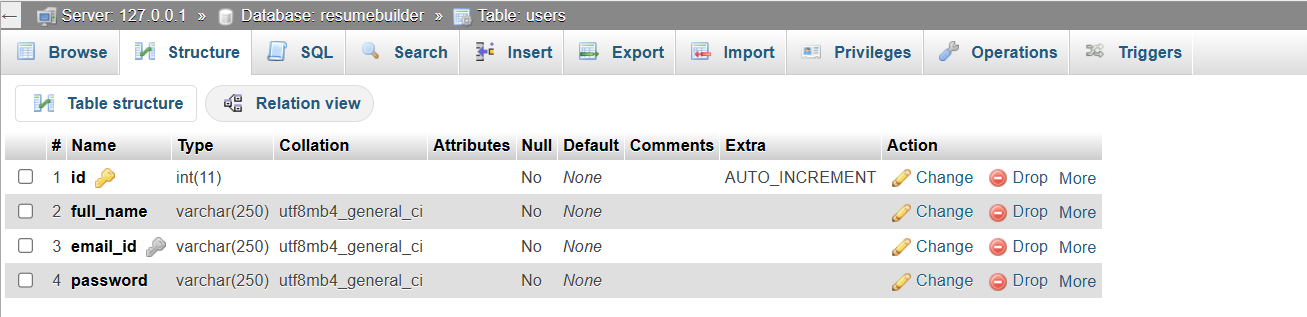 Server: 127.0.0.1 » Database: resumebuilder » Table: users
Browse Structure SQL Search Insert Export Import Privileges Operations Triggers
Table structure Relation view
# Name Type Collation Attributes Null Default Comments Extra Action
1 id int(11) No None AUTO_INCREMENT Change Drop More
2 full_name varchar(250) utf8mb4_general_ci No None Change Drop More
3 email_id varchar(250) utf8mb4_general_ci No None Change Drop More
4 password varchar(250) utf8mb4_general_ci No None Change Drop More